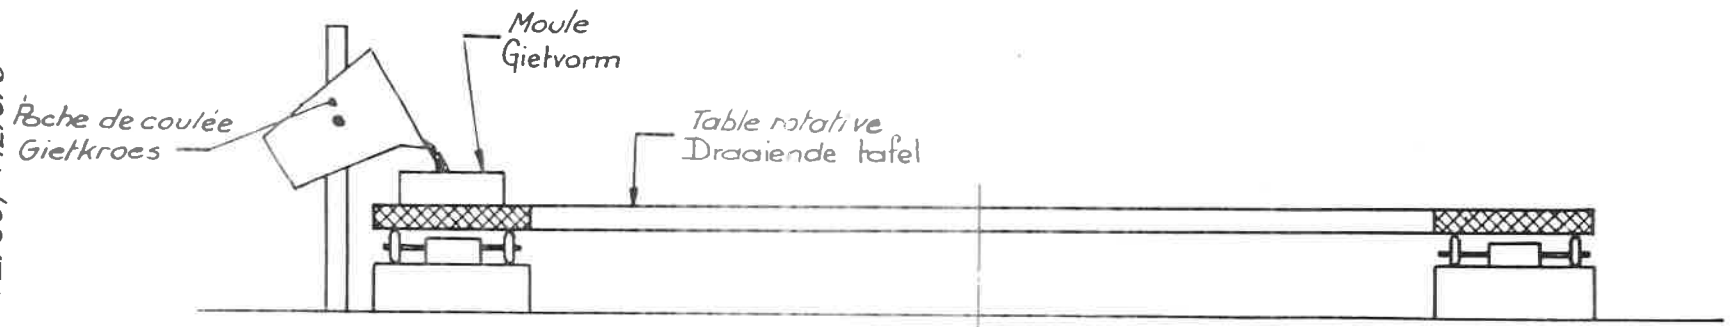 Moule
Gietvorm
Poche de coulée
Gietkroes
Table rotative
Draaiende tafel